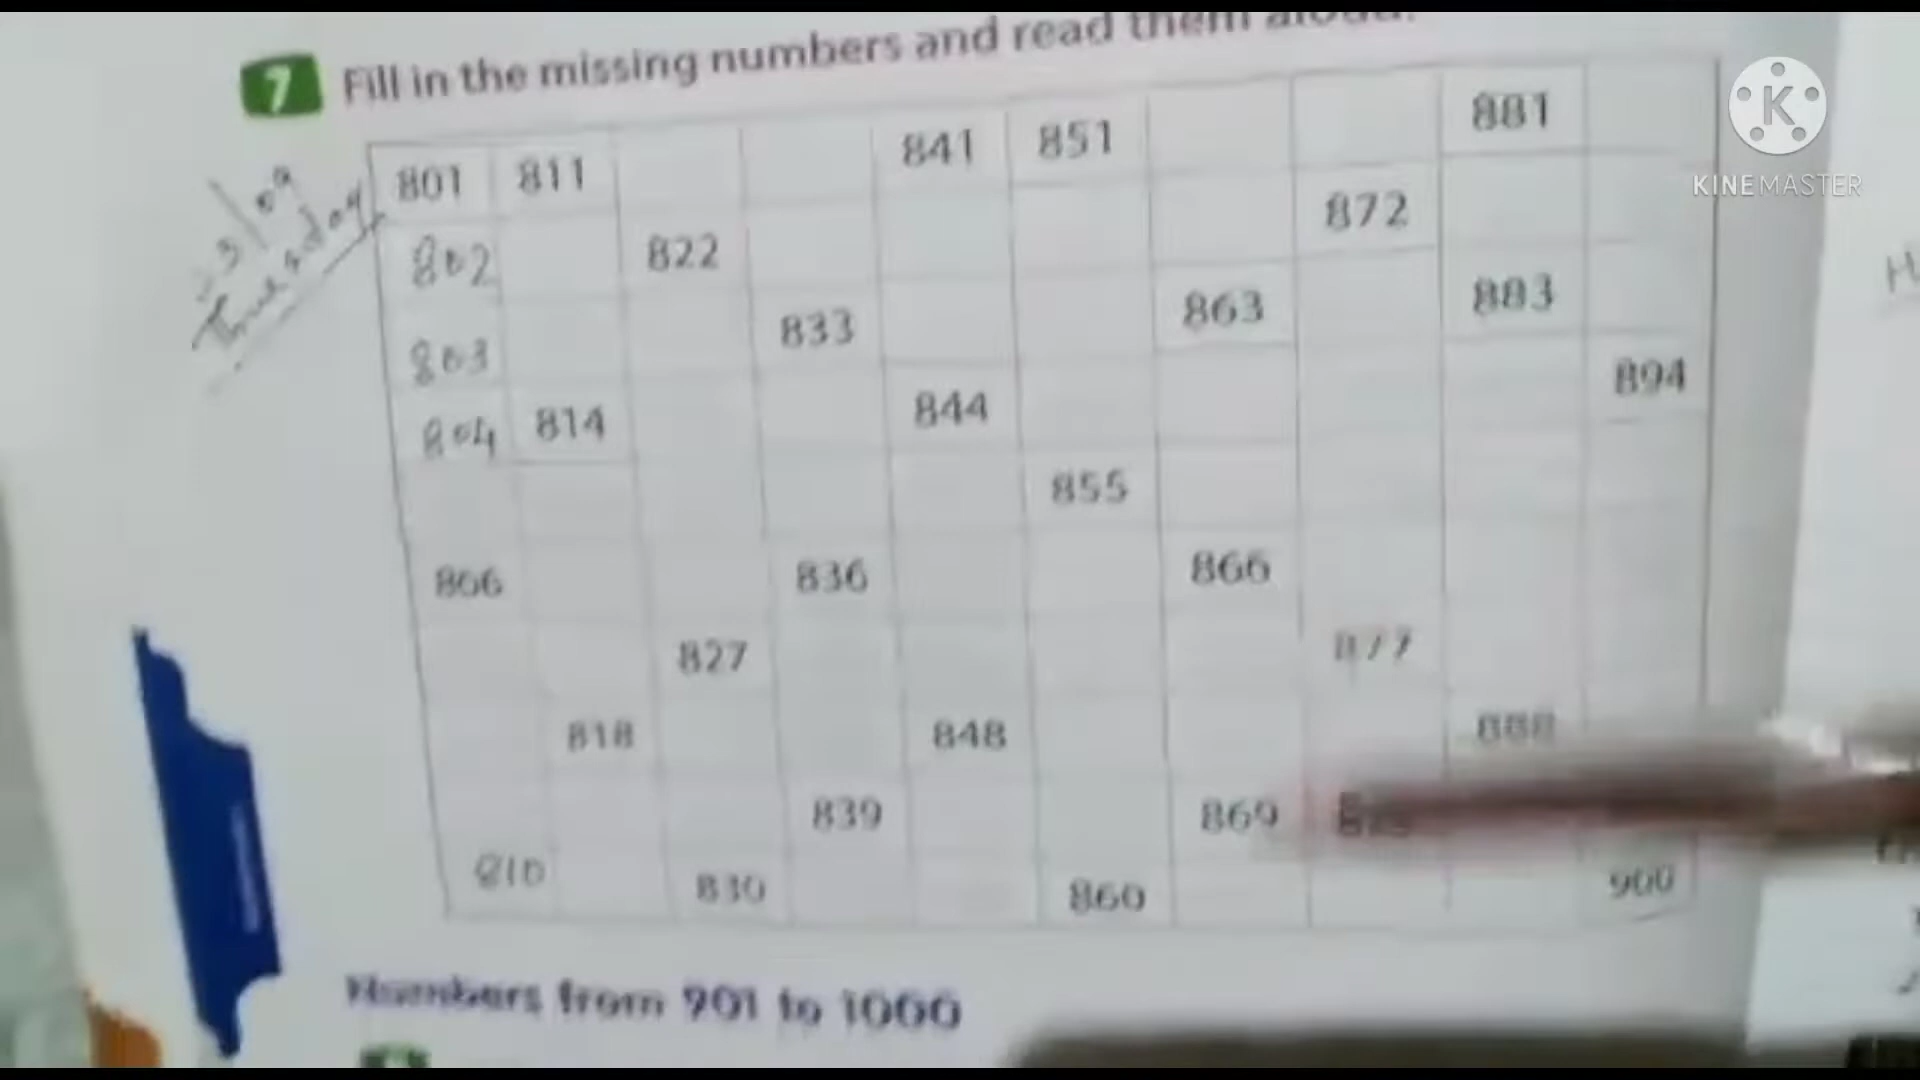 7 Fill in the missing numbers and read them aloud.
KINEMASTER
801 811 841 851 881
802 822 872
803 833 863 883
804 814 844 894
855
806 836 866
827 877
818 848 888
839 869
810 830 860 900
Numbers from 901 to 1000